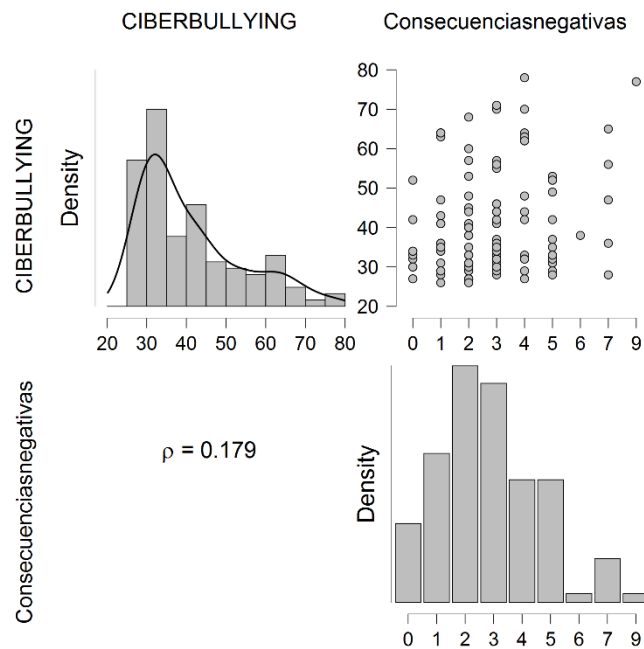 CIBERBULLYING
Consecuenciasnegativas
CIBERBULLYING
Density
80
70
60
50
40
30
20
20 30 40 50 60 70 80
0 1 2 3 4 5 6 7 9
Consecuenciasnegativas
ρ = 0.179
Density
0 1 2 3 4 5 6 7 9